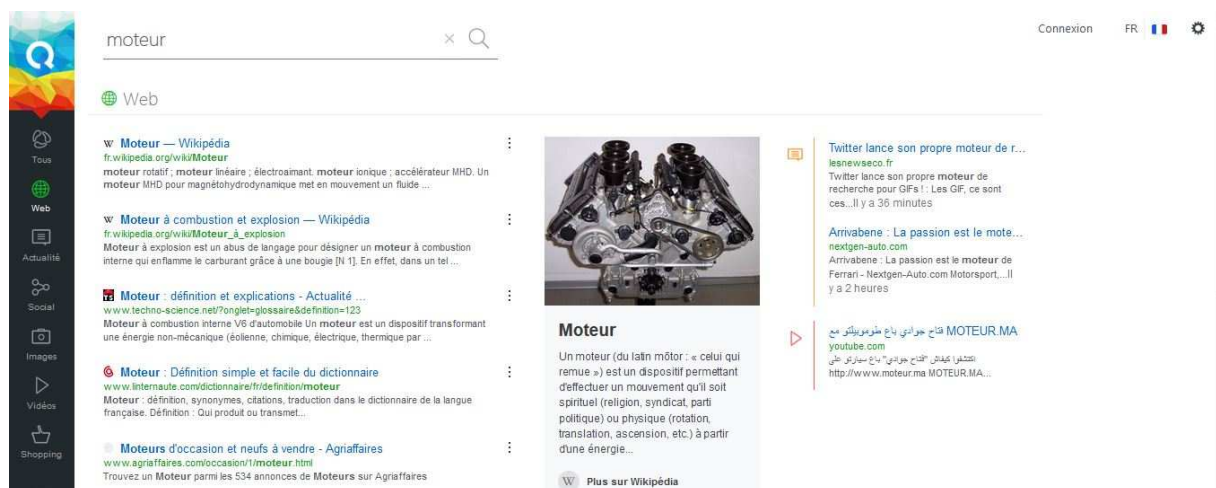 moteur
Connexion FR
Web
Tous
Web
Actualité
Social
Images
Vidéos
Shopping
W Moteur — Wikipédia
fr.wikipedia.org/wiki/Moteur
moteur rotatif ; moteur linéaire ; électroaimant. moteur ionique ; accélérateur MHD. Un
moteur MHD pour magnétohydrodynamique met en mouvement un fluide ...
W Moteur à combustion et explosion — Wikipédia
fr.wikipedia.org/wiki/Moteur_à_explosion
Moteur à explosion est un abus de langage pour désigner un moteur à combustion
interne qui enflamme le carburant grâce à une bougie [N 1]. En effet, dans un tel ...
Moteur : définition et explications - Actualité ...
www.techno-science.net/?onglet=glossaire&definition=123
Moteur à combustion interne V6 d'automobile Un moteur est un dispositif transformant
une énergie non-mécanique (éolienne, chimique, électrique, thermique par ...
Moteur : Définition simple et facile du dictionnaire
www.linternaute.com/dictionnaire/fr/definition/moteur
Moteur : définition, synonymes, citations, traduction dans le dictionnaire de la langue
française. Définition : Qui produit ou transmet...
Moteurs d'occasion et neufs à vendre - Agriaffaires
www.agriaffaires.com/occasion/1/moteur.html
Trouvez un Moteur parmi les 534 annonces de Moteurs sur Agriaffaires
Moteur
Un moteur (du latin mōtor : « celui qui
remue ») est un dispositif permettant
d'effectuer un mouvement qu'il soit
spirituel (religion, syndicat, parti
politique) ou physique (rotation,
translation, ascension, etc.) à partir
d'une énergie...
W Plus sur Wikipédia
Twitter lance son propre moteur de r...
lesnewseco.fr
Twitter lance son propre moteur de
recherche pour GIFs ! : Les GIF, ce sont
ces...Il y a 36 minutes
Arrivabene : La passion est le mote...
nextgen-auto.com
Arrivabene : La passion est le moteur de
Ferrari - Nextgen-Auto.com Motorsport,...Il
y a 2 heures
MOTEUR.MA فتاح جوادي باع طوموبيلتو مع
youtube.com
اكتشفوا كيفاش "فتاح جوادي" باع سيارتو على
http://www.moteur.ma MOTEUR.MA...